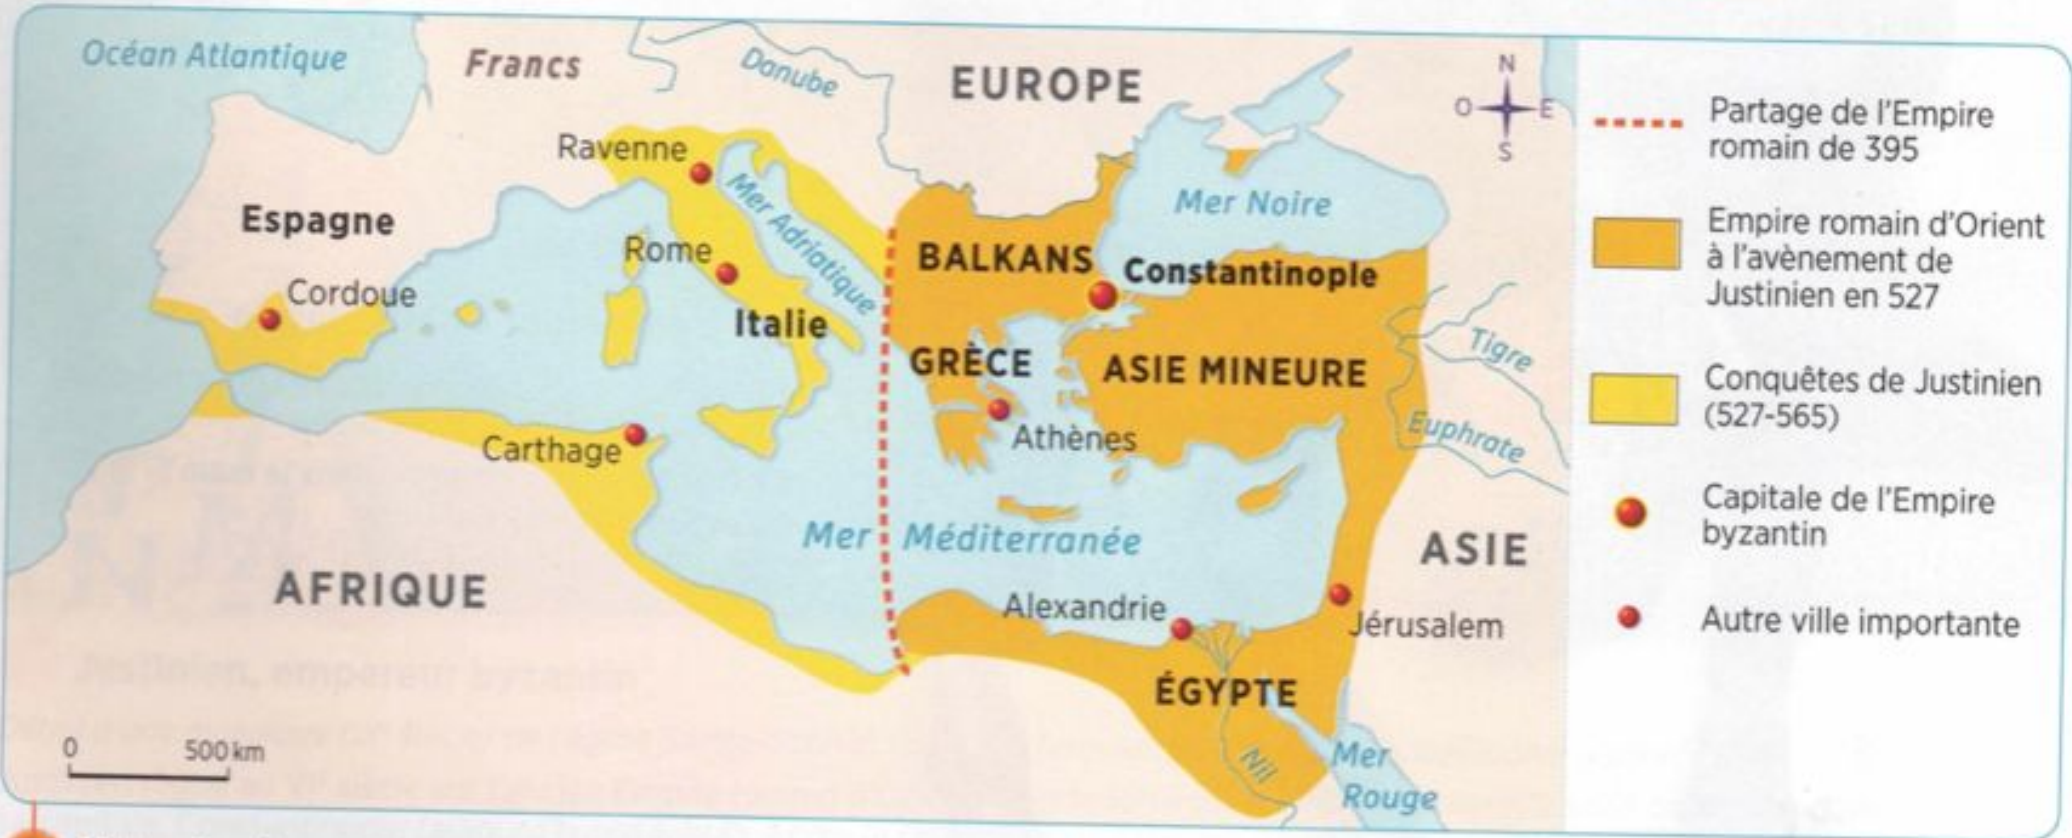 Océan Atlantique
Francs
Danube
EUROPE
N
O
E
S
Ravenne
Mer Adriatique
Mer Noire
Espagne
Rome
BALKANS
Constantinople
Cordoue
Italie
Tigre
GRÈCE
ASIE MINEURE
Carthage
Athènes
Euphrate
Mer Méditerranée
ASIE
AFRIQUE
Alexandrie
Jérusalem
ÉGYPTE
Nil
Mer
Rouge
0 500 km
Partage de l'Empire
romain de 395
Empire romain d'Orient
à l'avènement de
Justinien en 527
Conquêtes de Justinien
(527-565)
Capitale de l'Empire
byzantin
Autre ville importante
Justinien, empereur byzantin